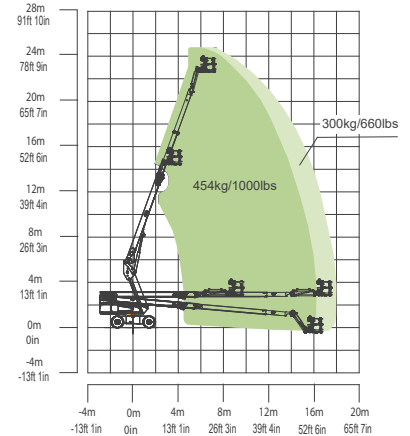 28m
91ft 10in
24m
78ft 9in
20m
65ft 7in
16m
52ft 6in
12m
39ft 4in
8m
26ft 3in
4m
13ft 1in
0m
0in
-4m
-13ft 1in
300kg/660lbs
454kg/1000lbs
-4m 0m 4m 8m 12m 16m 20m
-13ft 1in 0in 13ft 1in 26ft 3in 39ft 4in 52ft 6in 65ft 7in